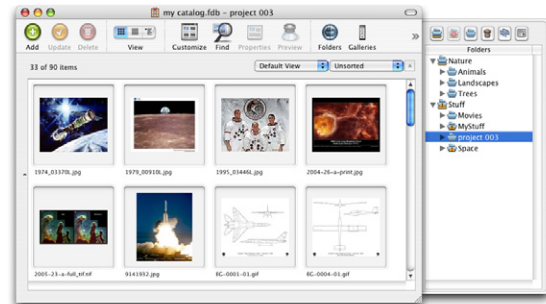 my catalog.fdb - project 003
Add Update Delete View Customize Find Properties Preview Folders Galleries
33 of 90 items
Default View
Unsorted
1974_03370L.jpg
1979_00910L.jpg
1995_03446L.jpg
2004-26-a-print.jpg
2005-23-a-full_tif.tif
9141932.jpg
EG-0001-01.gif
EG-0004-01.gif
Folders
Nature
Animals
Landscapes
Trees
Stuff
Movies
MyStuff
project 003
Space